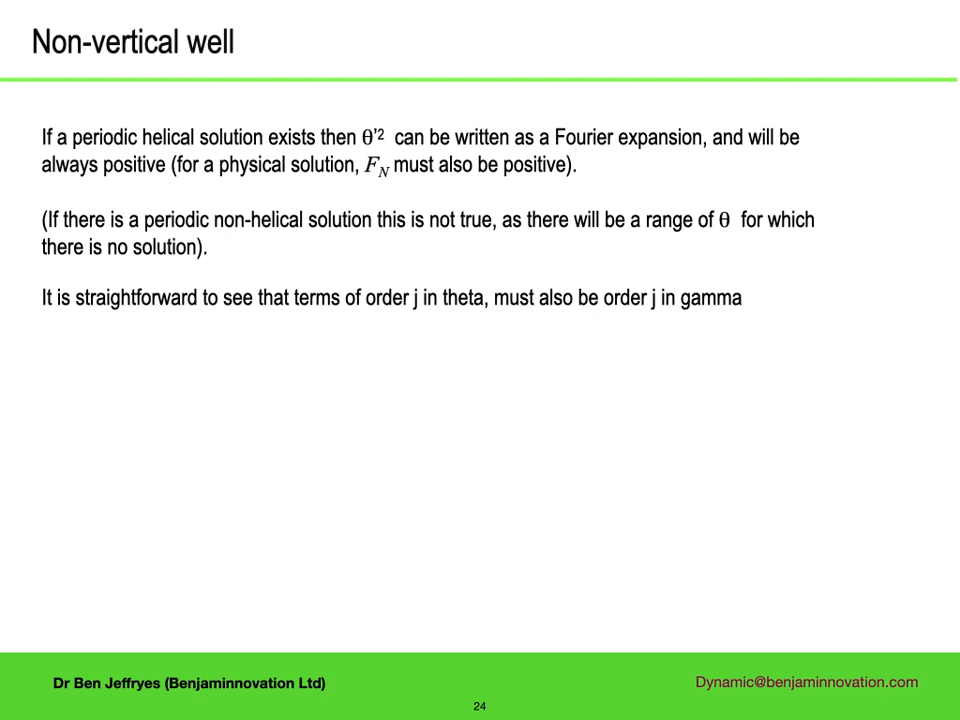 Non-vertical well
If a periodic helical solution exists then θ'² can be written as a Fourier expansion, and will be
always positive (for a physical solution, F_N must also be positive).
(If there is a periodic non-helical solution this is not true, as there will be a range of θ for which
there is no solution).
It is straightforward to see that terms of order j in theta, must also be order j in gamma
Dr Ben Jeffryes (Benjaminnovation Ltd)
Dynamic@benjaminnovation.com
24